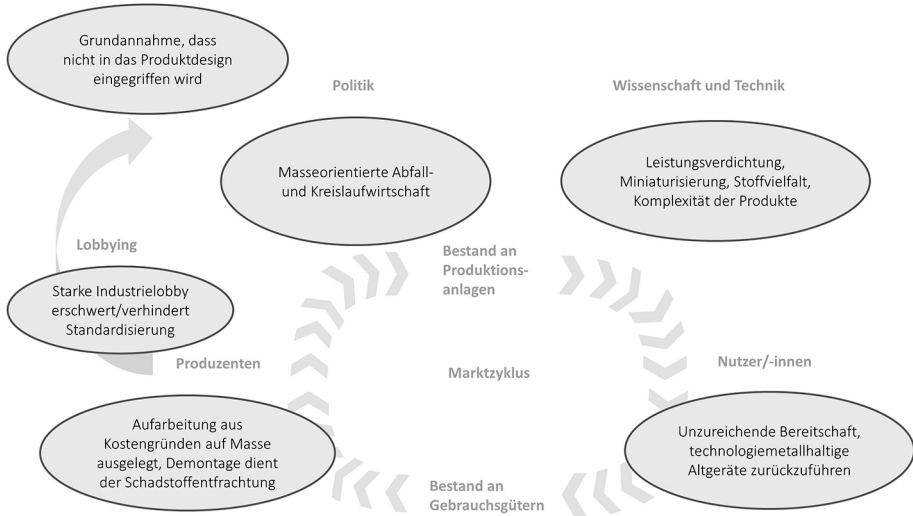 Grundannahme, dass
nicht in das Produktdesign
eingegriffen wird
Politik
Wissenschaft und Technik
Masseorientierte Abfall-
und Kreislaufwirtschaft
Leistungsverdichtung,
Miniaturisierung, Stoffvielfalt,
Komplexität der Produkte
Lobbying
Bestand an
Produktions-
anlagen
Starke Industrielobby
erschwert/verhindert
Standardisierung
Produzenten
Marktzyklus
Nutzer/-innen
Aufarbeitung aus
Kostengründen auf Masse
ausgelegt, Demontage dient
der Schadstoffentfrachtung
Unzureichende Bereitschaft,
technologiemetallhaltige
Altgeräte zurückzuführen
Bestand an
Gebrauchsgütern